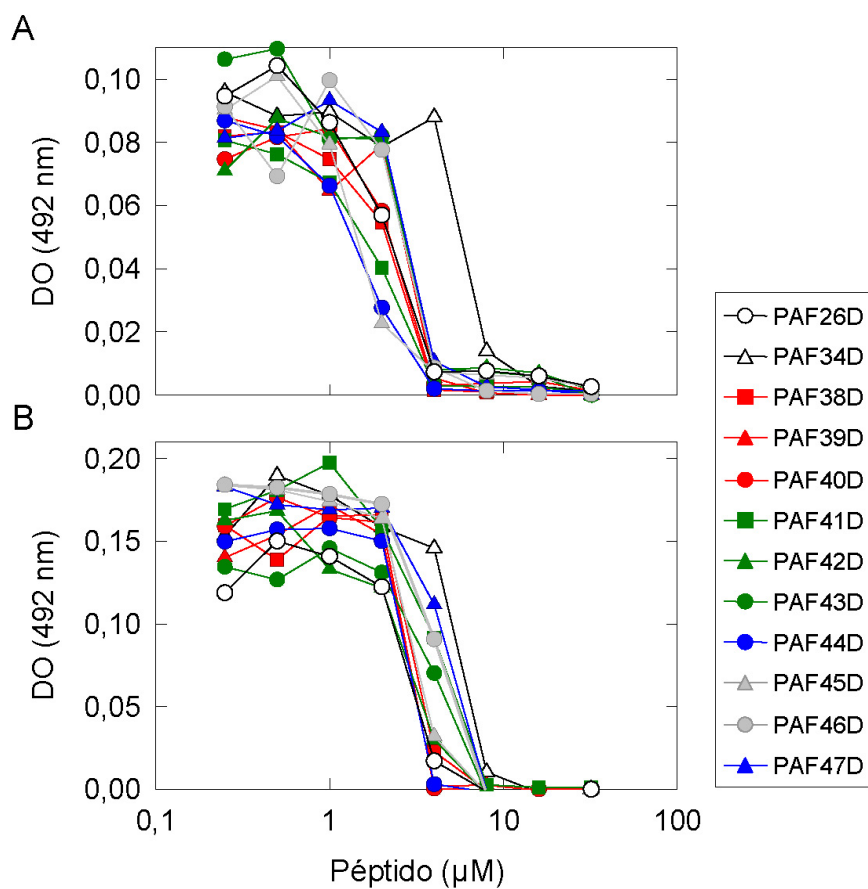 A
DO (492 nm)
0,10
0,08
0,06
0,04
0,02
0,00
B
DO (492 nm)
0,20
0,15
0,10
0,05
0,00
0,1
1
10
100
Péptido (µM)
PAF26D
PAF34D
PAF38D
PAF39D
PAF40D
PAF41D
PAF42D
PAF43D
PAF44D
PAF45D
PAF46D
PAF47D